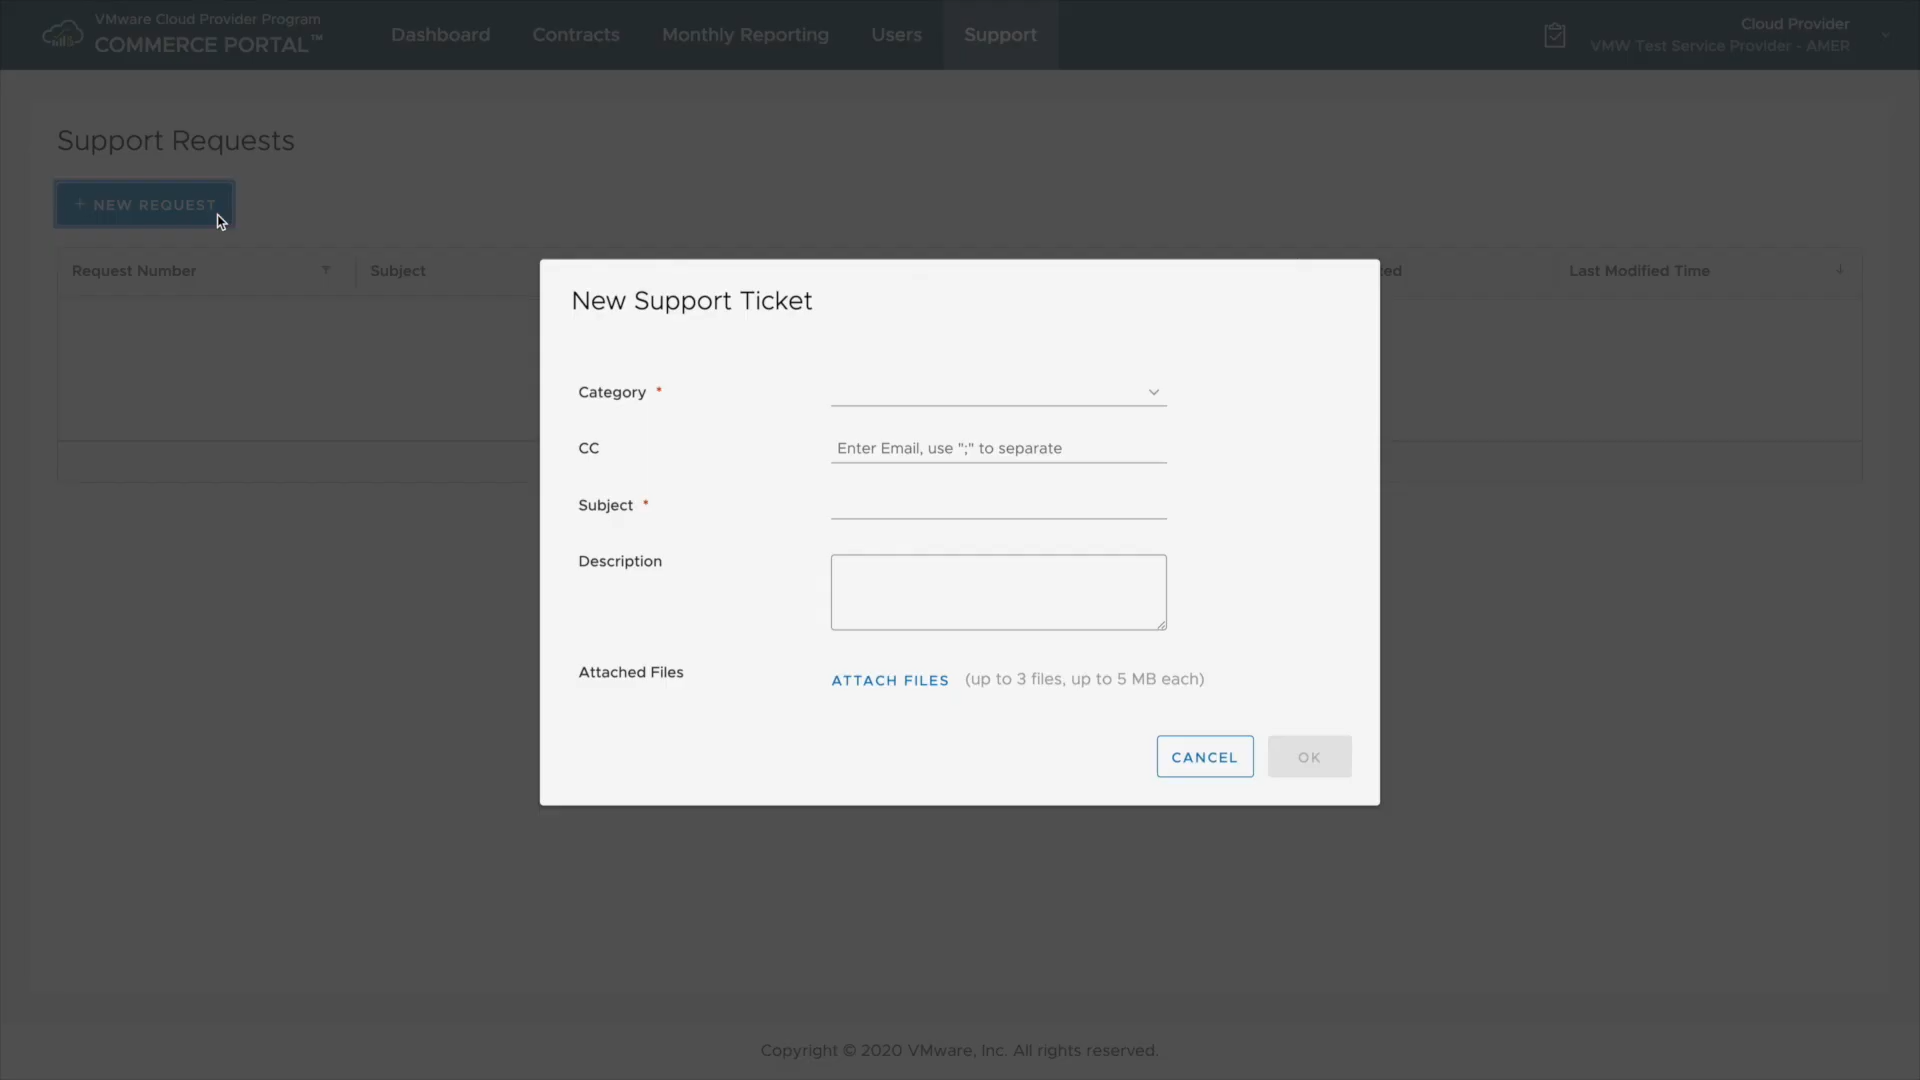 VMware Cloud Provider Program
COMMERCE PORTAL™
Dashboard
Contracts
Monthly Reporting
Users
Support
Cloud Provider
VMW Test Service Provider - AMER
Support Requests
+ NEW REQUEST
Request Number
Subject
ted
Last Modified Time
New Support Ticket
Category *
CC
Enter Email, use ";" to separate
Subject *
Description
Attached Files
ATTACH FILES (up to 3 files, up to 5 MB each)
CANCEL
OK
Copyright © 2020 VMware, Inc. All rights reserved.